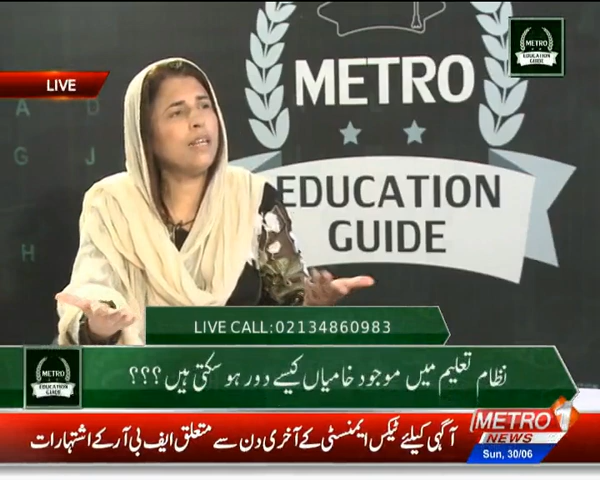 METRO
EDUCATION
GUIDE
LIVE
A D
G J
H
METRO
EDUCATION
GUIDE
LIVE CALL:02134860983
METRO
EDUCATION
GUIDE
نظام تعلیم میں موجود خامیاں کیسے دور ہو سکتی ہیں ؟؟؟
آگہی کیلئے ٹیکس ایمنسٹی کے آخری دن سے متعلق ایف بی آر کے اشتہارات
METRO1
NEWS
Sun, 30/06